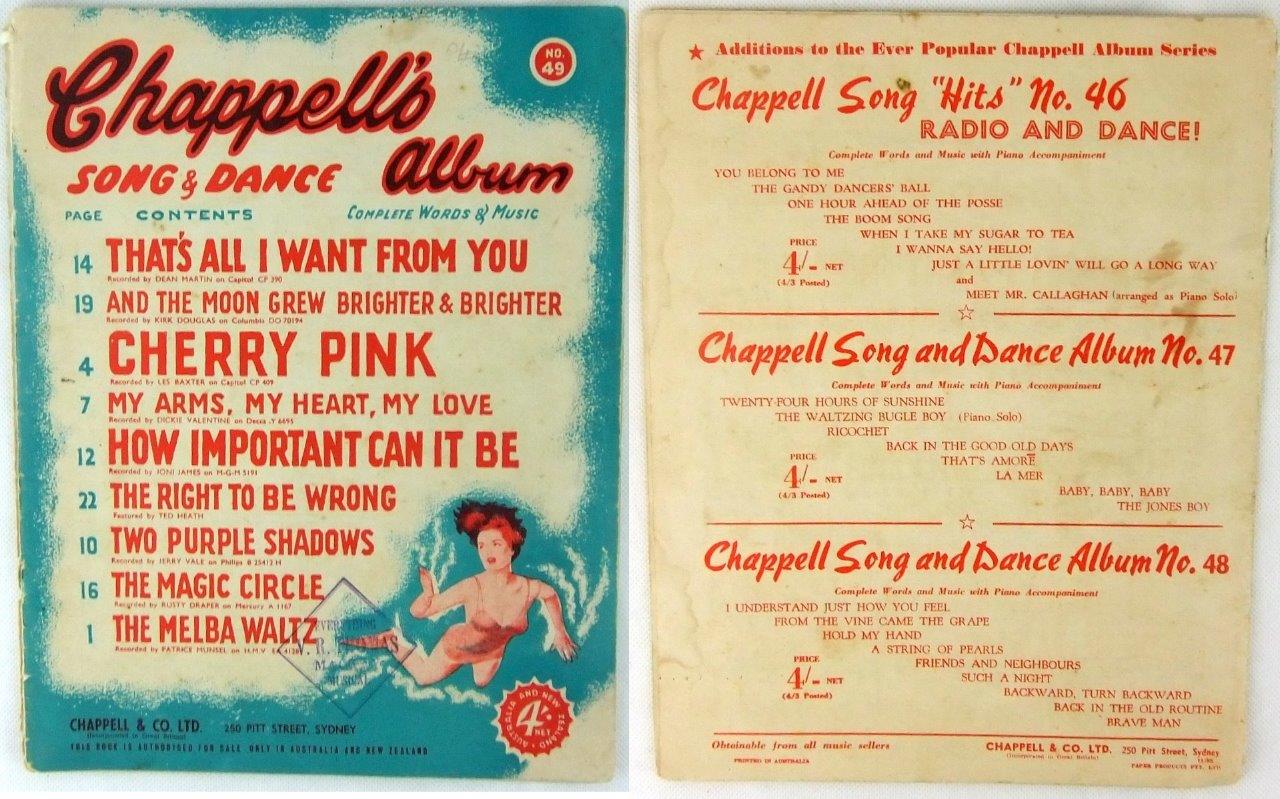 NO.
49
Chappell's
SONG & DANCE Album
PAGE CONTENTS COMPLETE WORDS & MUSIC
14 THAT'S ALL I WANT FROM YOU
Recorded by DEAN MARTIN on Capitol CP 390
19 AND THE MOON GREW BRIGHTER & BRIGHTER
Recorded by KIRK DOUGLAS on Columbia DO 70194
4 CHERRY PINK
Recorded by LES BAXTER on Capitol CP 409
7 MY ARMS, MY HEART, MY LOVE
Recorded by DICKIE VALENTINE on Decca .Y 6695
12 HOW IMPORTANT CAN IT BE
Recorded by JONI JAMES on M-G-M 5191
22 THE RIGHT TO BE WRONG
Featured by TED HEATH
10 TWO PURPLE SHADOWS
Recorded by JERRY VALE on Philips B 25412 H
16 THE MAGIC CIRCLE
Recorded by RUSTY DRAPER on Mercury A 1167
1 THE MELBA WALTZ
Recorded by PATRICE MUNSEL on H.M.V
EVERYTHING
V. R.
MUSICAL
AUSTRALIA AND NEW ZEALAND
4/-
NET
CHAPPELL & CO. LTD. 250 PITT STREET, SYDNEY
(Incorporated in Great Britain)
THIS BOOK IS AUTHORISED FOR SALE ONLY IN AUSTRALIA AND NEW ZEALAND
★ Additions to the Ever Popular Chappell Album Series
Chappell Song "Hits" No. 46
RADIO AND DANCE!
Complete Words and Music with Piano Accompaniment
YOU BELONG TO ME
THE GANDY DANCERS' BALL
ONE HOUR AHEAD OF THE POSSE
THE BOOM SONG
WHEN I TAKE MY SUGAR TO TEA
I WANNA SAY HELLO!
JUST A LITTLE LOVIN' WILL GO A LONG WAY
and
MEET MR. CALLAGHAN (arranged as Piano Solo)
PRICE
4/- NET
(4/3 Posted)
Chappell Song and Dance Album No. 47
Complete Words and Music with Piano Accompaniment
TWENTY-FOUR HOURS OF SUNSHINE
THE WALTZING BUGLE BOY (Piano Solo)
RICOCHET
BACK IN THE GOOD OLD DAYS
THAT'S AMORE
LA MER
BABY, BABY, BABY
THE JONES BOY
PRICE
4/- NET
(4/3 Posted)
Chappell Song and Dance Album No. 48
Complete Words and Music with Piano Accompaniment
I UNDERSTAND JUST HOW YOU FEEL
FROM THE VINE CAME THE GRAPE
HOLD MY HAND
A STRING OF PEARLS
FRIENDS AND NEIGHBOURS
SUCH A NIGHT
BACKWARD, TURN BACKWARD
BACK IN THE OLD ROUTINE
BRAVE MAN
PRICE
4/- NET
(4/3 Posted)
Obtainable from all music sellers
CHAPPELL & CO. LTD. 250 Pitt Street, Sydney
(Incorporated in Great Britain)
PRINTED IN AUSTRALIA
PAPER PRODUCTS PTY. LTD.